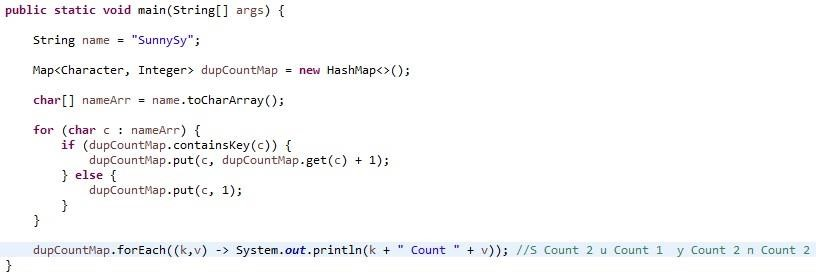 public static void main(String[] args) {
String name = "SunnySy";
Map<Character, Integer> dupCountMap = new HashMap<>();
char[] nameArr = name.toCharArray();
for (char c : nameArr) {
if (dupCountMap.containsKey(c)) {
dupCountMap.put(c, dupCountMap.get(c) + 1);
} else {
dupCountMap.put(c, 1);
}
}
dupCountMap.forEach((k,v) -> System.out.println(k + " Count " + v)); //S Count 2 u Count 1  y Count 2 n Count 2
}